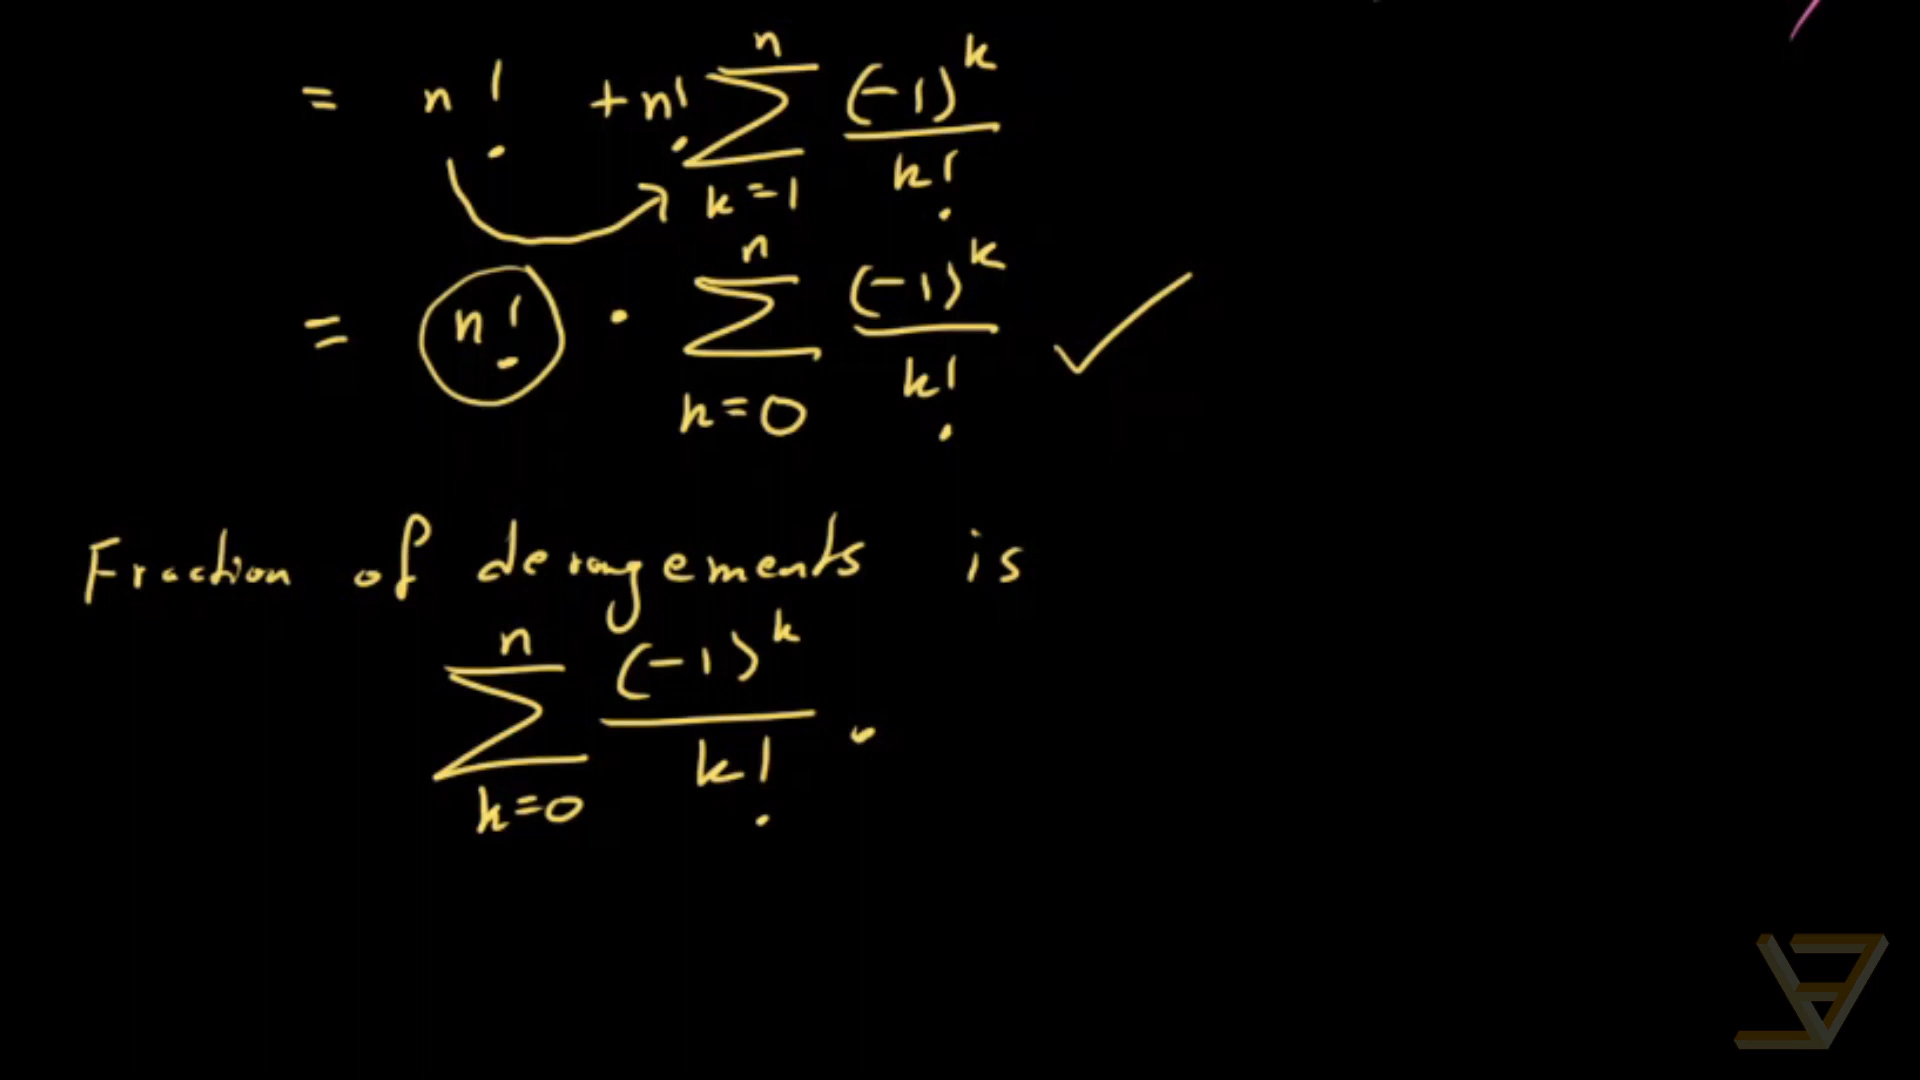 = n! + n! ∑_{k=1}^{n} (-1)^k / k!
= n! · ∑_{k=0}^{n} (-1)^k / k! ✓
Fraction of derangements is
∑_{k=0}^{n} (-1)^k / k! .